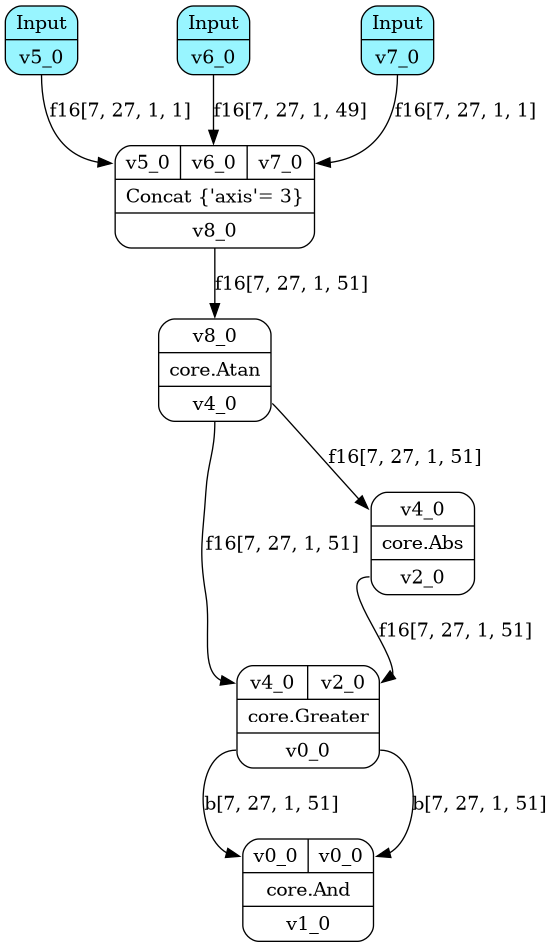 Input
v5_0
Input
v6_0
Input
v7_0
f16[7, 27, 1, 1]
f16[7, 27, 1, 49]
f16[7, 27, 1, 1]
v5_0 v6_0 v7_0
Concat {'axis'= 3}
v8_0
f16[7, 27, 1, 51]
v8_0
core.Atan
v4_0
f16[7, 27, 1, 51]
v4_0
core.Abs
v2_0
f16[7, 27, 1, 51]
f16[7, 27, 1, 51]
v4_0 v2_0
core.Greater
v0_0
b[7, 27, 1, 51]
b[7, 27, 1, 51]
v0_0 v0_0
core.And
v1_0